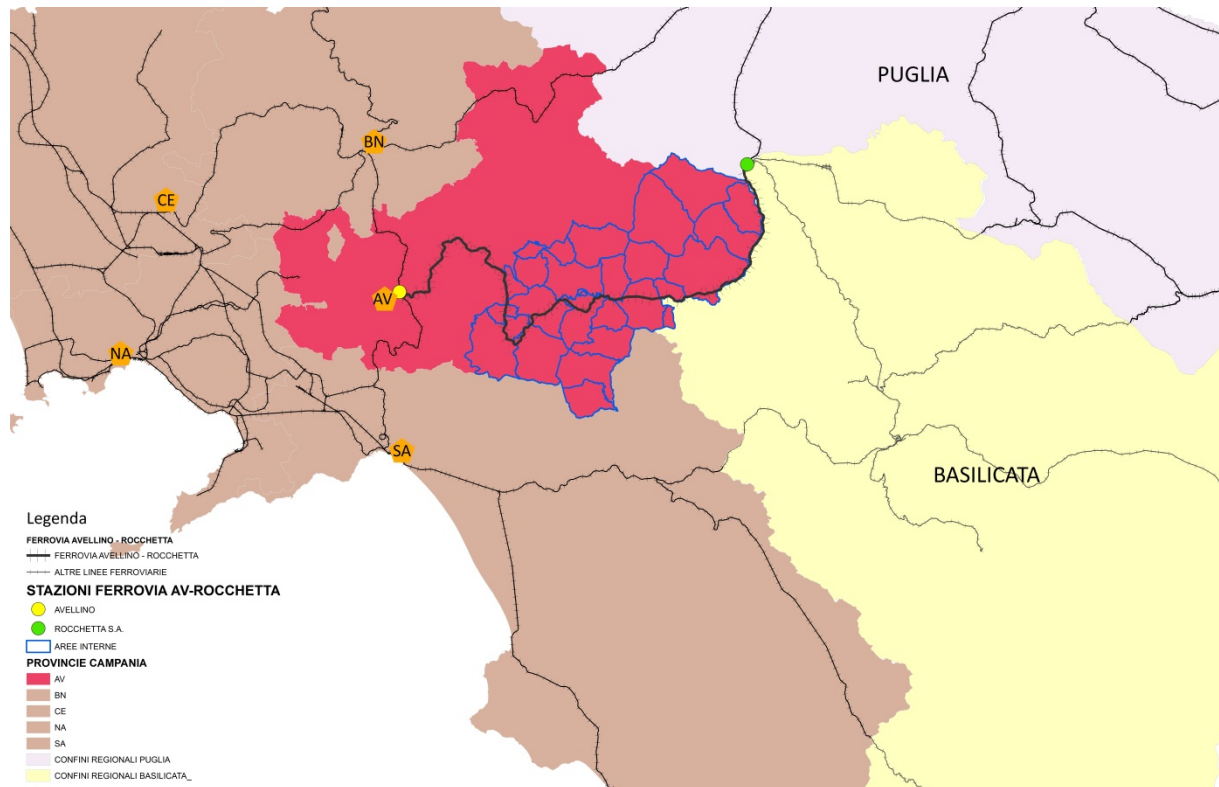 PUGLIA
BN
CE
AV
NA
SA
BASILICATA
Legenda
FERROVIA AVELLINO - ROCCHETTA
FERROVIA AVELLINO - ROCCHETTA
ALTRE LINEE FERROVIARIE
STAZIONI FERROVIA AV-ROCCHETTA
AVELLINO
ROCCHETTA S.A.
AREE INTERNE
PROVINCIE CAMPANIA
AV
BN
CE
NA
SA
CONFINI REGIONALI PUGLIA
CONFINI REGIONALI BASILICATA_